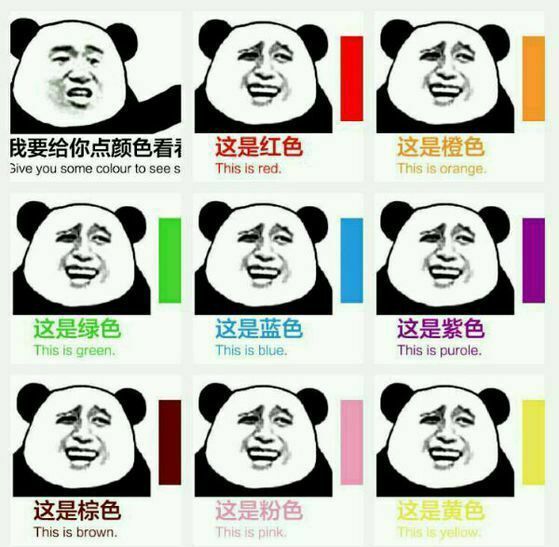 我要给你点颜色看看
Give you some colour to see s
这是红色
This is red.
这是橙色
This is orange.
这是绿色
This is green.
这是蓝色
This is blue.
这是紫色
This is purole.
这是棕色
This is brown.
这是粉色
This is pink.
这是黄色
This is yellow.